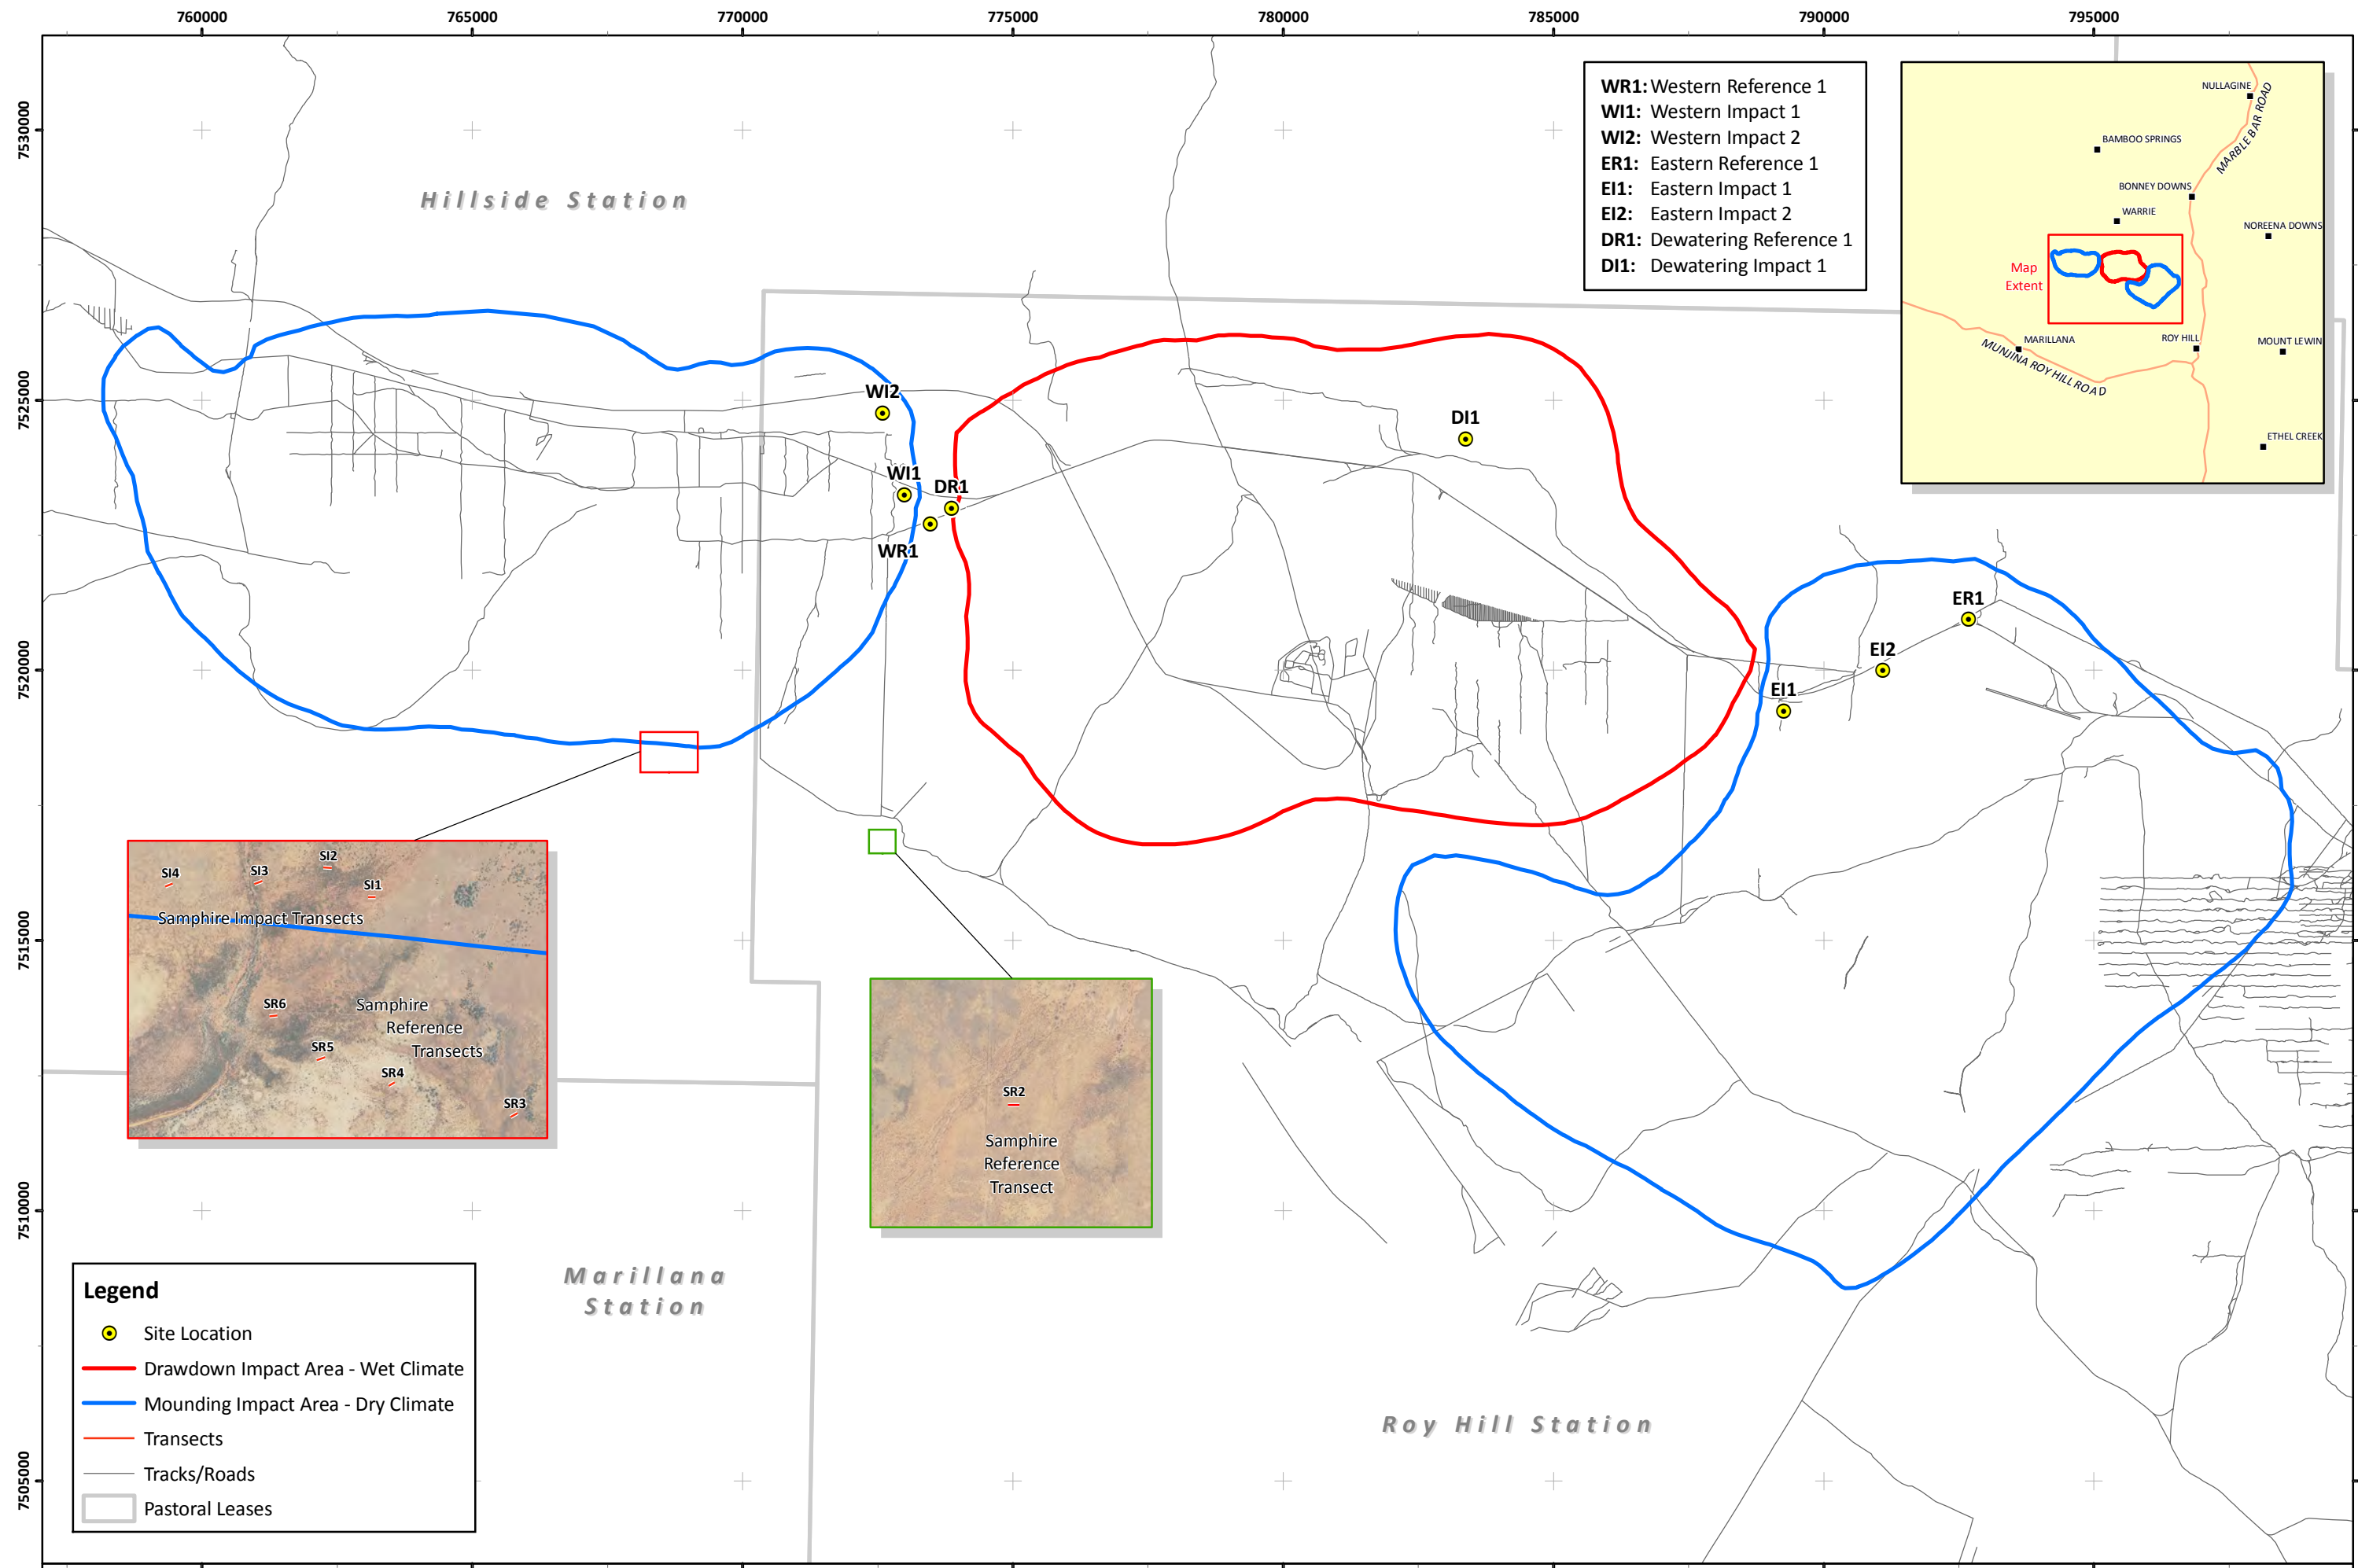 760000
765000
770000
775000
780000
785000
790000
795000
7530000
7525000
7520000
7515000
7510000
7505000
Hillside Station
WR1: Western Reference 1
WI1: Western Impact 1
WI2: Western Impact 2
ER1: Eastern Reference 1
EI1: Eastern Impact 1
EI2: Eastern Impact 2
DR1: Dewatering Reference 1
DI1: Dewatering Impact 1
NULLAGINE
MARBLE BAR ROAD
BAMBOO SPRINGS
BONNEY DOWNS
WARRIE
NOREENA DOWNS
Map
Extent
MARILLANA
ROY HILL
MOUNT LEWIN
MUNJINA ROY HILL ROAD
ETHEL CREEK
WI2
DI1
WI1
DR1
WR1
ER1
EI2
EI1
SI4
SI3
SI2
SI1
Samphire Impact Transects
SR6
Samphire
Reference
Transects
SR5
SR4
SR3
SR2
Samphire
Reference
Transect
Marillana
Station
Roy Hill Station
Legend
Site Location
Drawdown Impact Area - Wet Climate
Mounding Impact Area - Dry Climate
Transects
Tracks/Roads
Pastoral Leases